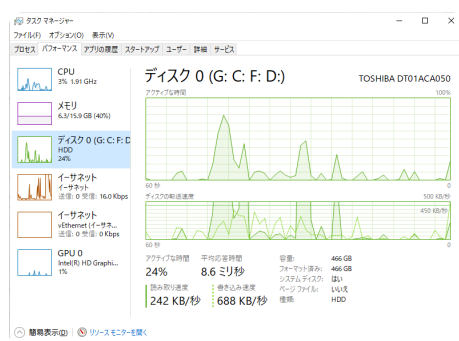 タスク マネージャー
ファイル(F) オプション(O) 表示(V)
プロセス パフォーマンス アプリの履歴 スタートアップ ユーザー 詳細 サービス
CPU
3% 1.91 GHz
メモリ
6.3/15.9 GB (40%)
ディスク 0 (G: C: F: D
HDD
24%
イーサネット
イーサネット
送信: 0 受信: 16.0 Kbps
イーサネット
vEthernet (イーサネ...
送信: 0 受信: 0 Kbps
GPU 0
Intel(R) HD Graphi...
1%
ディスク 0 (G: C: F: D:)
TOSHIBA DT01ACA050
アクティブな時間 100%
60 秒 0
ディスクの転送速度 500 KB/秒
450 KB/秒
60 秒 0
アクティブな時間 平均応答時間
24% 8.6 ミリ秒
読み取り速度 書き込み速度
242 KB/秒 688 KB/秒
容量: 466 GB
フォーマット済み: 466 GB
システム ディスク: はい
ページ ファイル: いいえ
種類: HDD
簡易表示(D) リソース モニターを開く